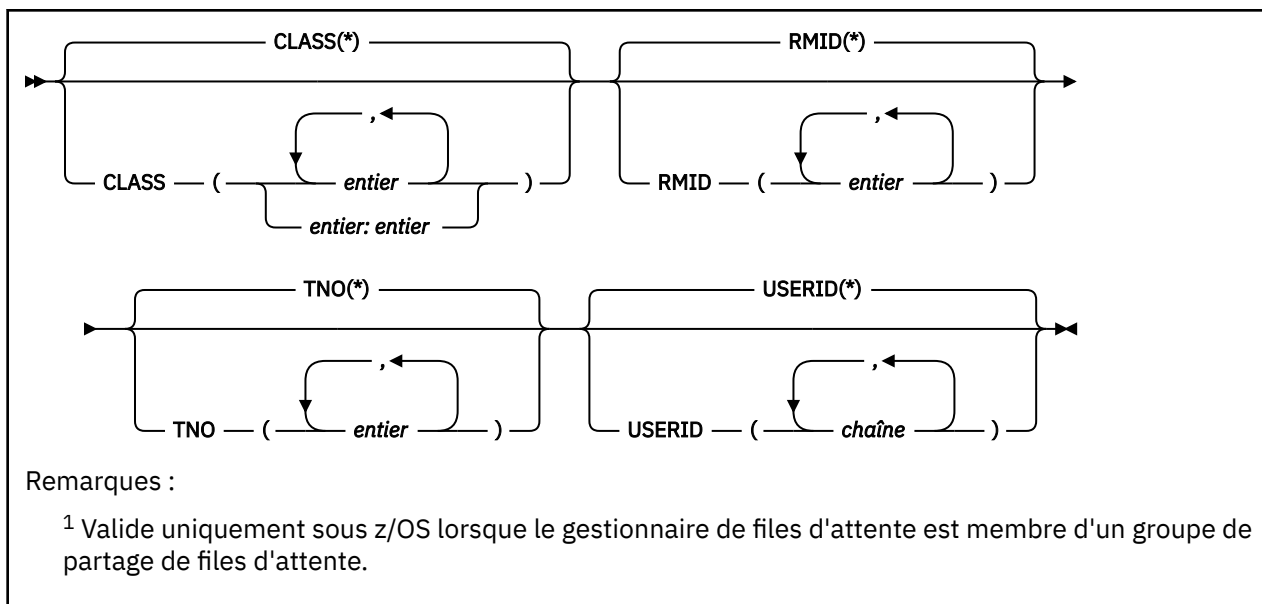 CLASS(*) RMID(*)
, ,
CLASS ( entier ) RMID ( entier )
entier: entier
TNO(*) USERID(*)
, ,
TNO ( entier ) USERID ( chaîne )
Remarques :
1 Valide uniquement sous z/OS lorsque le gestionnaire de files d'attente est membre d'un groupe de
partage de files d'attente.